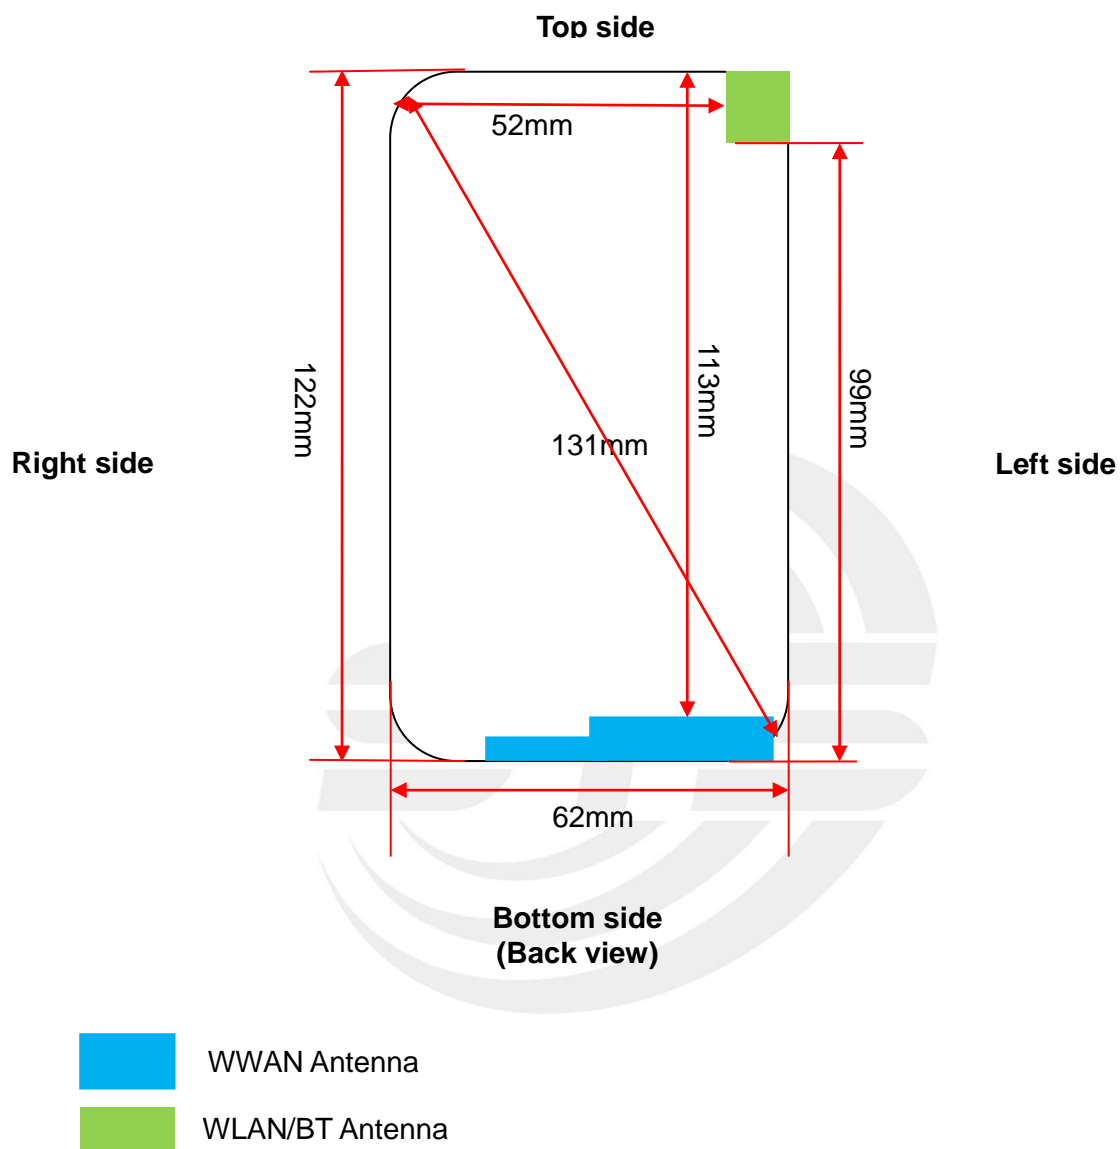 Top side
52mm
122mm
113mm
99mm
131mm
Right side
Left side
62mm
Bottom side
(Back view)
WWAN Antenna
WLAN/BT Antenna